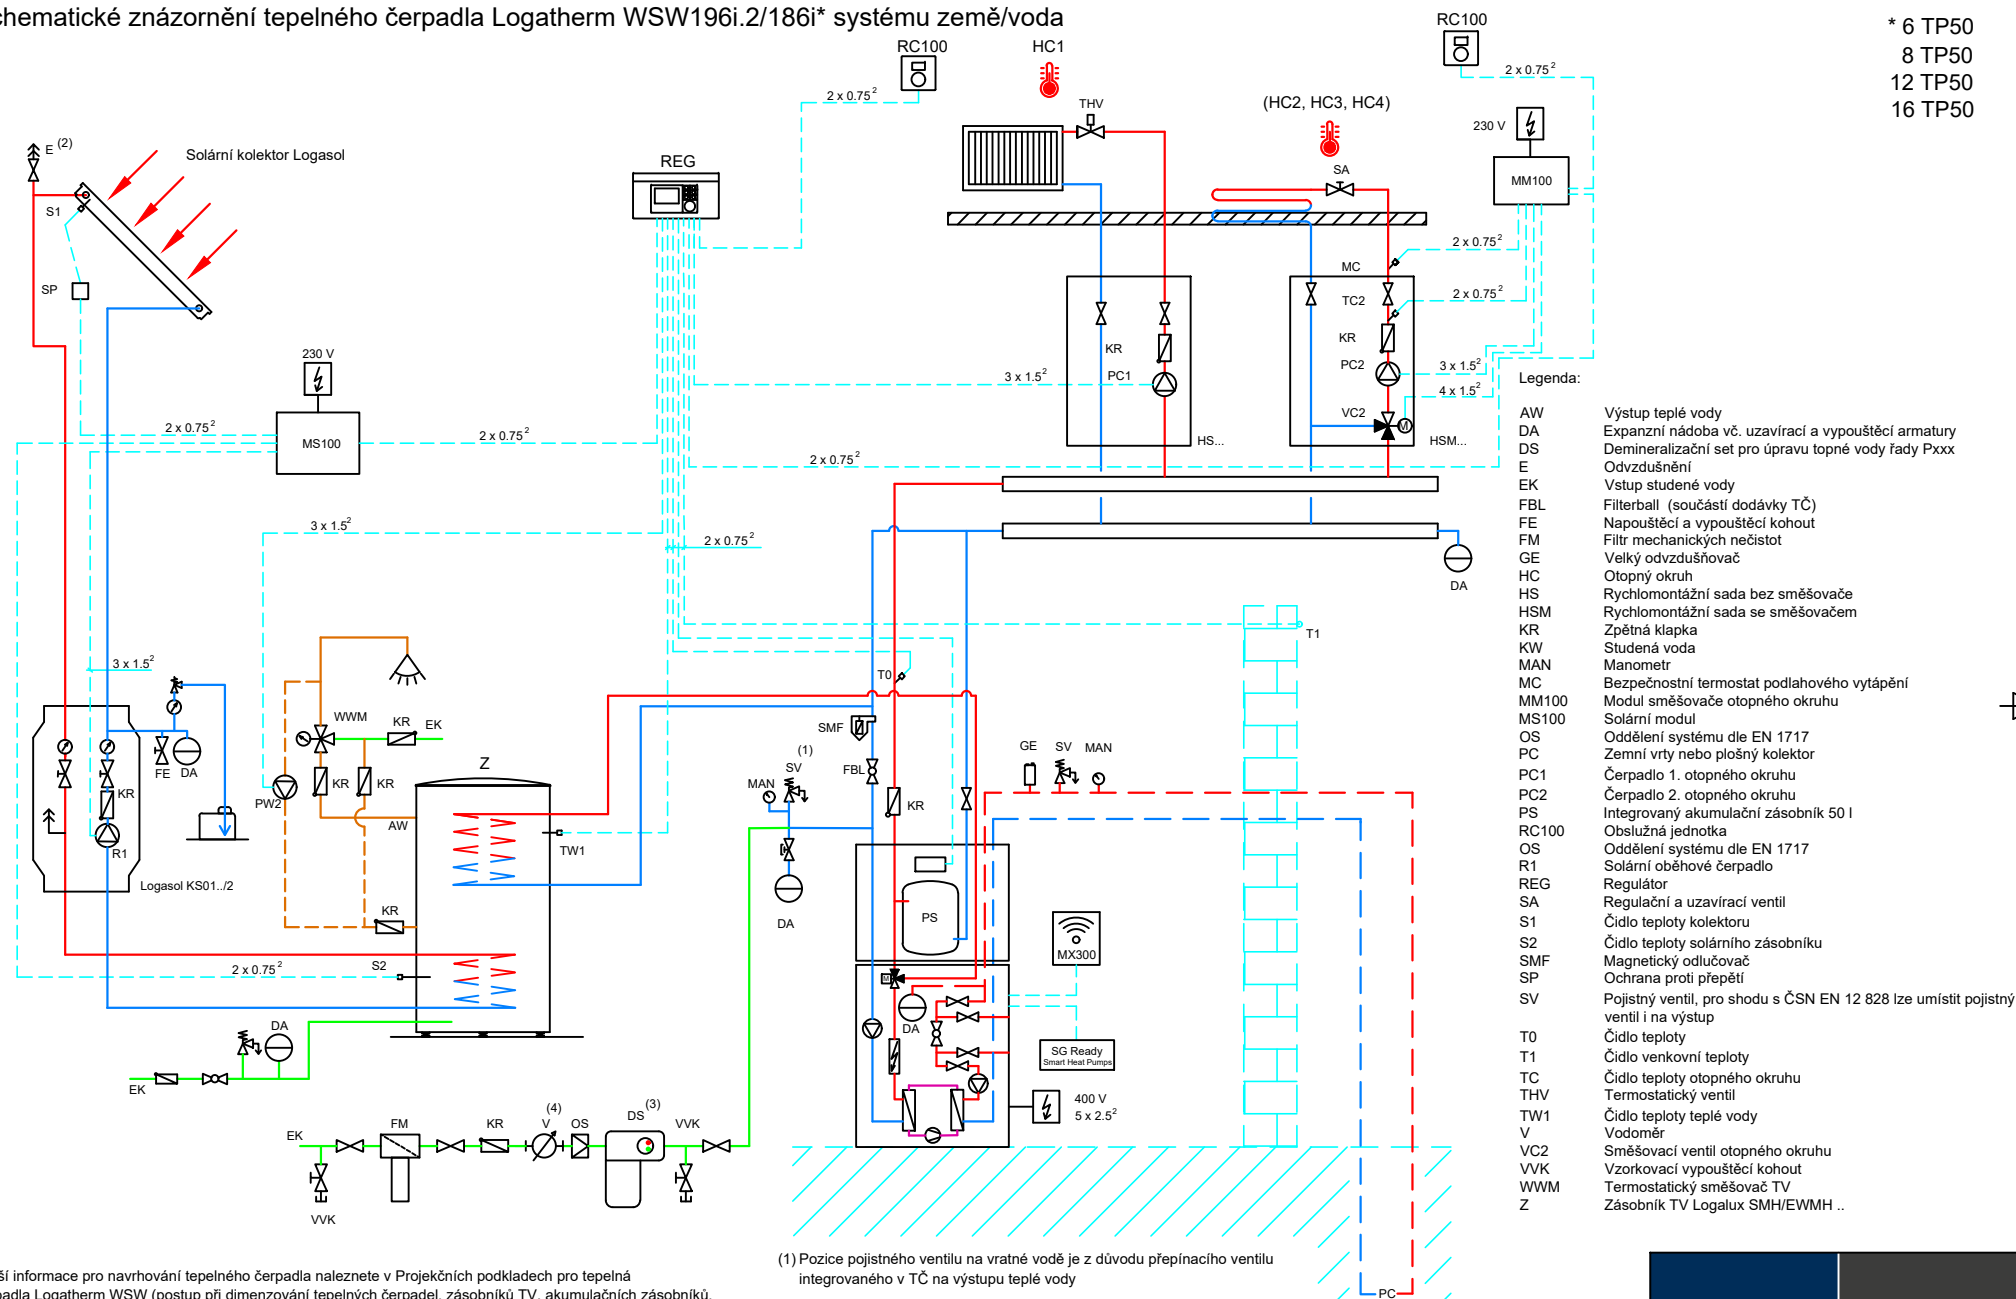 chematické znázornění tepelného čerpadla Logatherm WSW196i.2/186i* systému země/voda
* 6 TP50
8 TP50
12 TP50
16 TP50
RC100
HC1
RC100
2 x 0.75²
2 x 0.75²
THV
(HC2, HC3, HC4)
230 V
E (2)
Solární kolektor Logasol
REG
SA
MM100
S1
2 x 0.75²
MC
SP
TC2
2 x 0.75²
230 V
KR
KR
PC2
3 x 1.5²
3 x 1.5²
PC1
4 x 1.5²
VC2
M
2 x 0.75²
MS100
2 x 0.75²
HS...
HSM...
2 x 0.75²
3 x 1.5²
2 x 0.75²
DA
T1
3 x 1.5²
T0
WWM
KR
EK
SMF
(1)
GE
SV
MAN
SV
FE
DA
Z
FBL
MAN
KR
KR
KR
PW2
KR
AW
R1
TW1
Logasol KS01../2
KR
DA
PS
MX300
S2
2 x 0.75²
M
DA
DA
SG Ready
Smart Heat Pumps
EK
400 V
5 x 2.5²
(4)
(3)
EK
FM
KR
V
OS
DS
VVK
VVK
PC
Legenda:
AW Výstup teplé vody
DA Expanzní nádoba vč. uzavírací a vypouštěcí armatury
DS Demineralizační set pro úpravu topné vody řady Pxxx
E Odvzdušnění
EK Vstup studené vody
FBL Filterball (součástí dodávky TČ)
FE Napouštěcí a vypouštěcí kohout
FM Filtr mechanických nečistot
GE Velký odvzdušňovač
HC Otopný okruh
HS Rychlomontážní sada bez směšovače
HSM Rychlomontážní sada se směšovačem
KR Zpětná klapka
KW Studená voda
MAN Manometr
MC Bezpečnostní termostat podlahového vytápění
MM100 Modul směšovače otopného okruhu
MS100 Solární modul
OS Oddělení systému dle EN 1717
PC Zemní vrty nebo plošný kolektor
PC1 Čerpadlo 1. otopného okruhu
PC2 Čerpadlo 2. otopného okruhu
PS Integrovaný akumulační zásobník 50 l
RC100 Obslužná jednotka
OS Oddělení systému dle EN 1717
R1 Solární oběhové čerpadlo
REG Regulátor
SA Regulační a uzavírací ventil
S1 Čidlo teploty kolektoru
S2 Čidlo teploty solárního zásobníku
SMF Magnetický odlučovač
SP Ochrana proti přepětí
SV Pojistný ventil, pro shodu s ČSN EN 12 828 lze umístit pojistný
ventil i na výstup
T0 Čidlo teploty
T1 Čidlo venkovní teploty
TC Čidlo teploty otopného okruhu
THV Termostatický ventil
TW1 Čidlo teploty teplé vody
V Vodoměr
VC2 Směšovací ventil otopného okruhu
VVK Vzorkovací vypouštěcí kohout
WWM Termostatický směšovač TV
Z Zásobník TV Logalux SMH/EWMH ..
(1) Pozice pojistného ventilu na vratné vodě je z důvodu přepínacího ventilu
integrovaného v TČ na výstupu teplé vody
ší informace pro navrhování tepelného čerpadla naleznete v Projekčních podkladech pro tepelná
padla Logatherm WSW (postup při dimenzování tepelných čerpadel, zásobníků TV, akumulačních zásobníků,